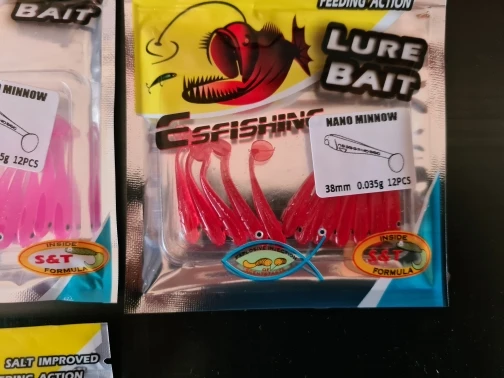 FEEDING ACTION
BAIT
LURE
BAIT
ESFISHING
MINNOW
5g 12PCS
NANO MINNOW
38mm 0.035g 12PCS
INSIDE
S&T
FORMULA
INSIDE
S&T
FORMULA
SALT IMPROVED
ACTION